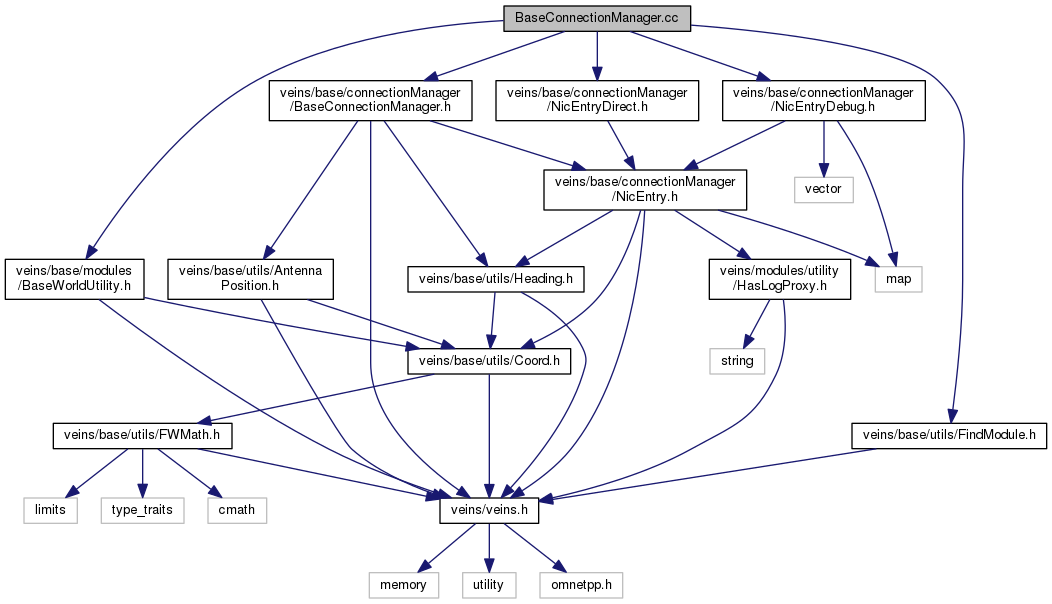 BaseConnectionManager.cc
veins/base/connectionManager
/BaseConnectionManager.h
veins/base/connectionManager
/NicEntryDirect.h
veins/base/connectionManager
/NicEntryDebug.h
veins/base/connectionManager
/NicEntry.h
vector
veins/base/modules
/BaseWorldUtility.h
veins/base/utils/Antenna
Position.h
veins/base/utils/Heading.h
veins/modules/utility
/HasLogProxy.h
map
veins/base/utils/Coord.h
string
veins/base/utils/FWMath.h
veins/base/utils/FindModule.h
limits
type_traits
cmath
veins/veins.h
memory
utility
omnetpp.h